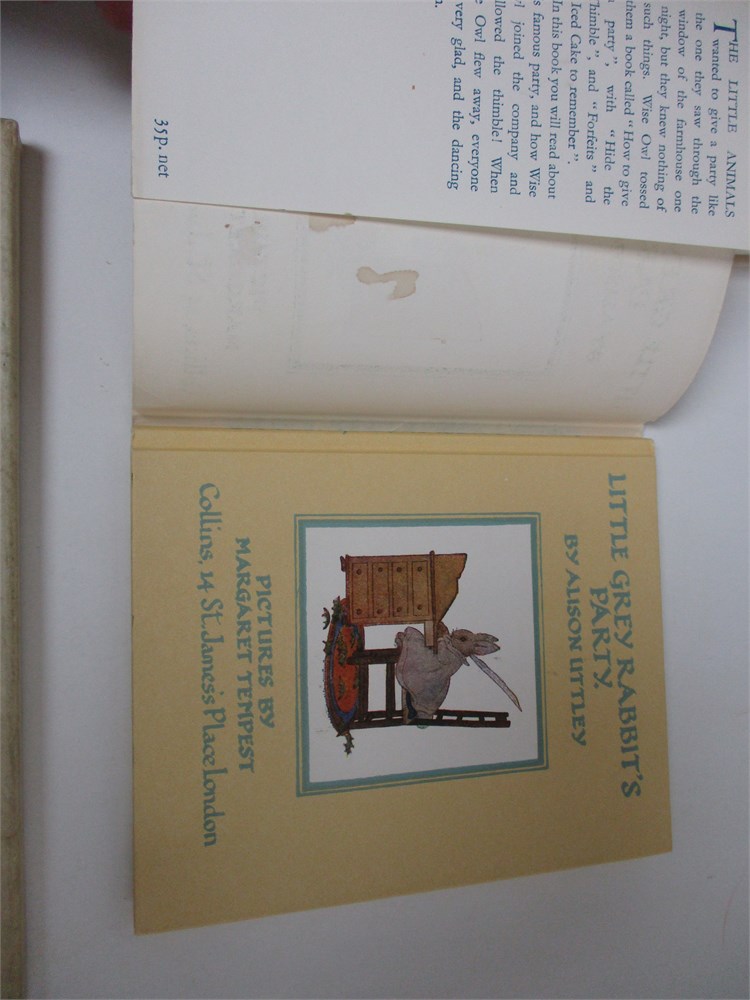 THE LITTLE ANIMALS
wanted to give a party like
the one they saw through the
window of the farmhouse one
night, but they knew nothing of
such things. Wise Owl tossed
them a book called "How to give
a party", with "Hide the
Thimble", and "Forfeits" and
Iced Cake to remember".
In this book you will read about
s famous party, and how Wise
wl joined the company and
allowed the thimble! When
e Owl flew away, everyone
very glad, and the dancing
n.
35p. net
LITTLE GREY RABBIT'S
PARTY.
BY ALISON UTTLEY
PICTURES BY
MARGARET TEMPEST
Collins, 14 St. James's Place London